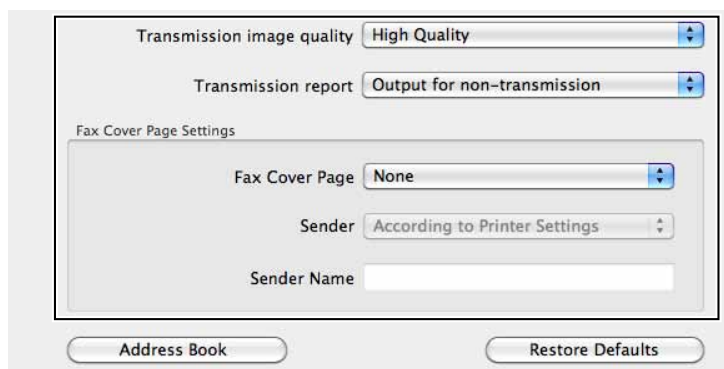 Transmission image quality High Quality
Transmission report Output for non-transmission
Fax Cover Page Settings
Fax Cover Page None
Sender According to Printer Settings
Sender Name
Address Book Restore Defaults